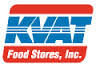 KVAT
Food Stores, Inc.